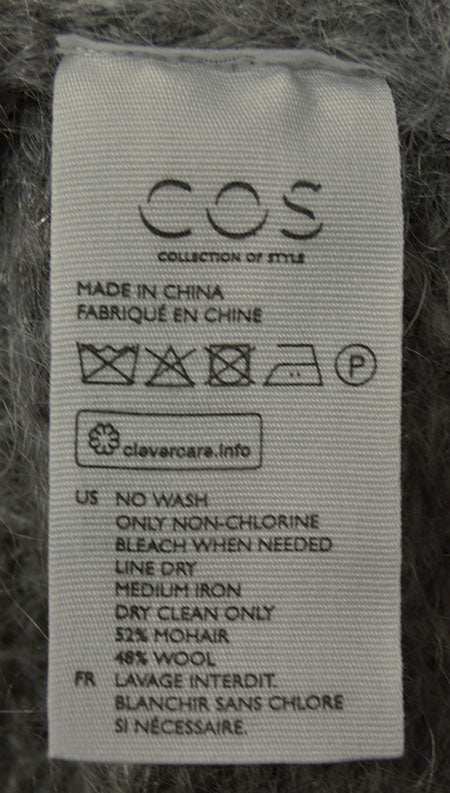 COS
COLLECTION OF STYLE
MADE IN CHINA
FABRIQUÉ EN CHINE
P
clevercare.info
US NO WASH
ONLY NON-CHLORINE
BLEACH WHEN NEEDED
LINE DRY
MEDIUM IRON
DRY CLEAN ONLY
52% MOHAIR
48% WOOL
FR LAVAGE INTERDIT.
BLANCHIR SANS CHLORE
SI NÉCESSAIRE.